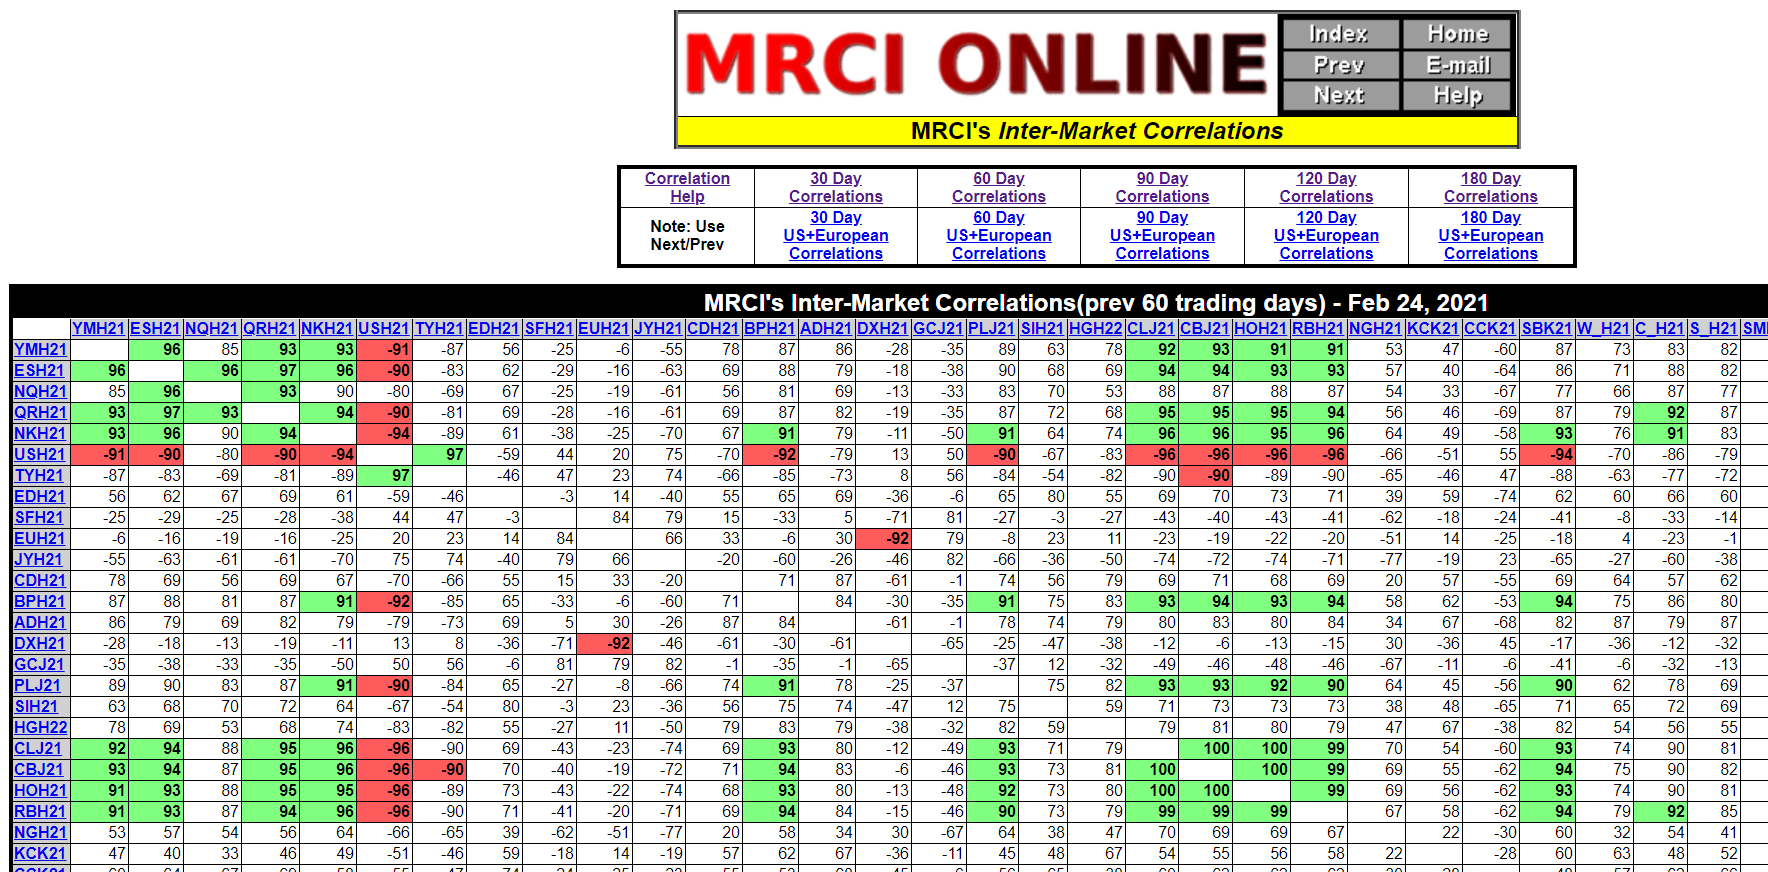 MRCI ONLINE
Index Home
Prev E-mail
Next Help
MRCI's Inter-Market Correlations
Correlation Help 30 Day Correlations 60 Day Correlations 90 Day Correlations 120 Day Correlations 180 Day Correlations
Note: Use Next/Prev 30 Day US+European Correlations 60 Day US+European Correlations 90 Day US+European Correlations 120 Day US+European Correlations 180 Day US+European Correlations
MRCI's Inter-Market Correlations(prev 60 trading days) - Feb 24, 2021
YMH21 ESH21 NQH21 QRH21 NKH21 USH21 TYH21 EDH21 SFH21 EUH21 JYH21 CDH21 BPH21 ADH21 DXH21 GCJ21 PLJ21 SIH21 HGH22 CLJ21 CBJ21 HOH21 RBH21 NGH21 KCK21 CCK21 SBK21 W_H21 C_H21 S_H21 SM
YMH21 96 85 93 93 -91 -87 56 -25 -6 -55 78 87 86 -28 -35 89 63 78 92 93 91 91 53 47 -60 87 73 83 82
ESH21 96 96 97 96 -90 -83 62 -29 -16 -63 69 88 79 -18 -38 90 68 69 94 94 93 93 57 40 -64 86 71 88 82
NQH21 85 96 93 90 -80 -69 67 -25 -19 -61 56 81 69 -13 -33 83 70 53 88 87 88 87 54 33 -67 77 66 87 77
QRH21 93 97 93 94 -90 -81 69 -28 -16 -61 69 87 82 -19 -35 87 72 68 95 95 95 94 56 46 -69 87 79 92 87
NKH21 93 96 90 94 -94 -89 61 -38 -25 -70 67 91 79 -11 -50 91 64 74 96 96 95 96 64 49 -58 93 76 91 83
USH21 -91 -90 -80 -90 -94 97 -59 44 20 75 -70 -92 -79 13 50 -90 -67 -83 -96 -96 -96 -96 -66 -51 55 -94 -70 -86 -79
TYH21 -87 -83 -69 -81 -89 97 -46 47 23 74 -66 -85 -73 8 56 -84 -54 -82 -90 -90 -89 -90 -65 -46 47 -88 -63 -77 -72
EDH21 56 62 67 69 61 -59 -46 -3 14 -40 55 65 69 -36 -6 65 80 55 69 70 73 71 39 59 -74 62 60 66 60
SFH21 -25 -29 -25 -28 -38 44 47 -3 84 79 15 -33 5 -71 81 -27 -3 -27 -43 -40 -43 -41 -62 -18 -24 -41 -8 -33 -14
EUH21 -6 -16 -19 -16 -25 20 23 14 84 66 33 -6 30 -92 79 -8 23 11 -23 -19 -22 -20 -51 14 -25 -18 4 -23 -1
JYH21 -55 -63 -61 -61 -70 75 74 -40 79 66 -20 -60 -26 -46 82 -66 -36 -50 -74 -72 -74 -71 -77 -19 23 -65 -27 -60 -38
CDH21 78 69 56 69 67 -70 -66 55 15 33 -20 71 87 -61 -1 74 56 79 69 71 68 69 20 57 -55 69 64 57 62
BPH21 87 88 81 87 91 -92 -85 65 -33 -6 -60 71 84 -30 -35 91 75 83 93 94 93 94 58 62 -53 94 75 86 80
ADH21 86 79 69 82 79 -79 -73 69 5 30 -26 87 84 -61 -1 78 74 79 80 83 80 84 34 67 -68 82 87 79 87
DXH21 -28 -18 -13 -19 -11 13 8 -36 -71 -92 -46 -61 -30 -61 -65 -25 -47 -38 -12 -6 -13 -15 30 -36 45 -17 -36 -12 -32
GCJ21 -35 -38 -33 -35 -50 50 56 -6 81 79 82 -1 -35 -1 -65 -37 12 -32 -49 -46 -48 -46 -67 -11 -6 -41 -6 -32 -13
PLJ21 89 90 83 87 91 -90 -84 65 -27 -8 -66 74 91 78 -25 -37 75 82 93 93 92 90 64 45 -56 90 62 78 69
SIH21 63 68 70 72 64 -67 -54 80 -3 23 -36 56 75 74 -47 12 75 59 71 73 73 73 38 48 -65 71 65 72 69
HGH22 78 69 53 68 74 -83 -82 55 -27 11 -50 79 83 79 -38 -32 82 59 79 81 80 79 47 67 -38 82 54 56 55
CLJ21 92 94 88 95 96 -96 -90 69 -43 -23 -74 69 93 80 -12 -49 93 71 79 100 100 99 70 54 -60 93 74 90 81
CBJ21 93 94 87 95 96 -96 -90 70 -40 -19 -72 71 94 83 -6 -46 93 73 81 100 100 99 69 55 -62 94 75 90 82
HOH21 91 93 88 95 95 -96 -89 73 -43 -22 -74 68 93 80 -13 -48 92 73 80 100 100 99 69 56 -62 93 74 90 81
RBH21 91 93 87 94 96 -96 -90 71 -41 -20 -71 69 94 84 -15 -46 90 73 79 99 99 99 67 58 -62 94 79 92 85
NGH21 53 57 54 56 64 -66 -65 39 -62 -51 -77 20 58 34 30 -67 64 38 47 70 69 69 67 22 -30 60 32 54 41
KCK21 47 40 33 46 49 -51 -46 59 -18 14 -19 57 62 67 -36 -11 45 48 67 54 55 56 58 22 -28 60 63 48 52